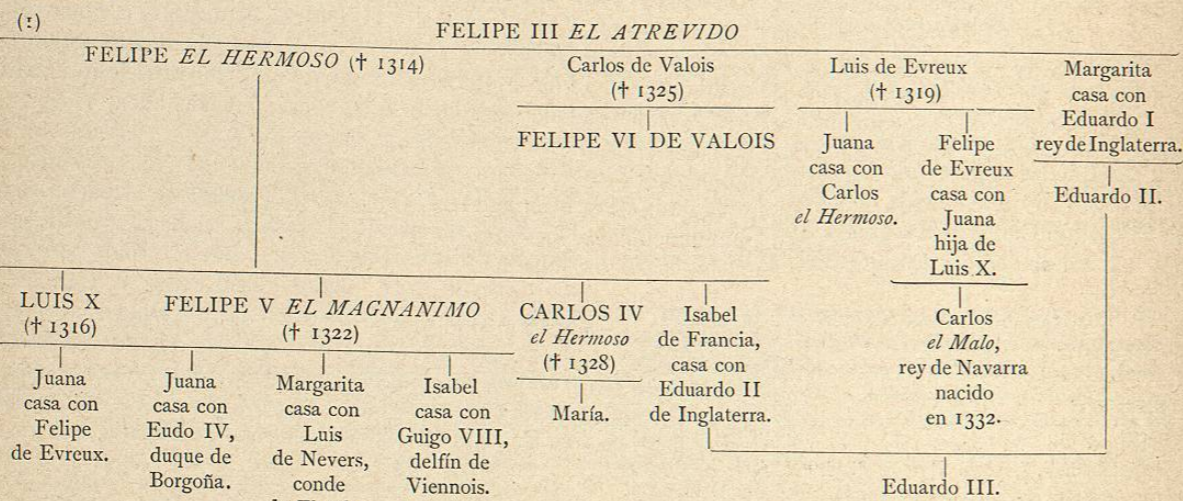 (1)
FELIPE III EL ATREVIDO
FELIPE EL HERMOSO († 1314)
Carlos de Valois
(† 1325)
FELIPE VI DE VALOIS
Luis de Evreux
(† 1319)
Juana
casa con
Carlos
el Hermoso.
Felipe
de Evreux
casa con
Juana
hija de
Luis X.
Carlos
el Malo,
rey de Navarra
nacido
en 1332.
Margarita
casa con
Eduardo I
rey de Inglaterra.
Eduardo II.
LUIS X
(† 1316)
Juana
casa con
Felipe
de Evreux.
FELIPE V EL MAGNANIMO
(† 1322)
Juana
casa con
Eudo IV,
duque de
Borgoña.
Margarita
casa con
Luis
de Nevers,
conde
Isabel
casa con
Guigo VIII,
delfín de
Viennois.
CARLOS IV
el Hermoso
(† 1328)
María.
Isabel
de Francia,
casa con
Eduardo II
de Inglaterra.
Eduardo III.